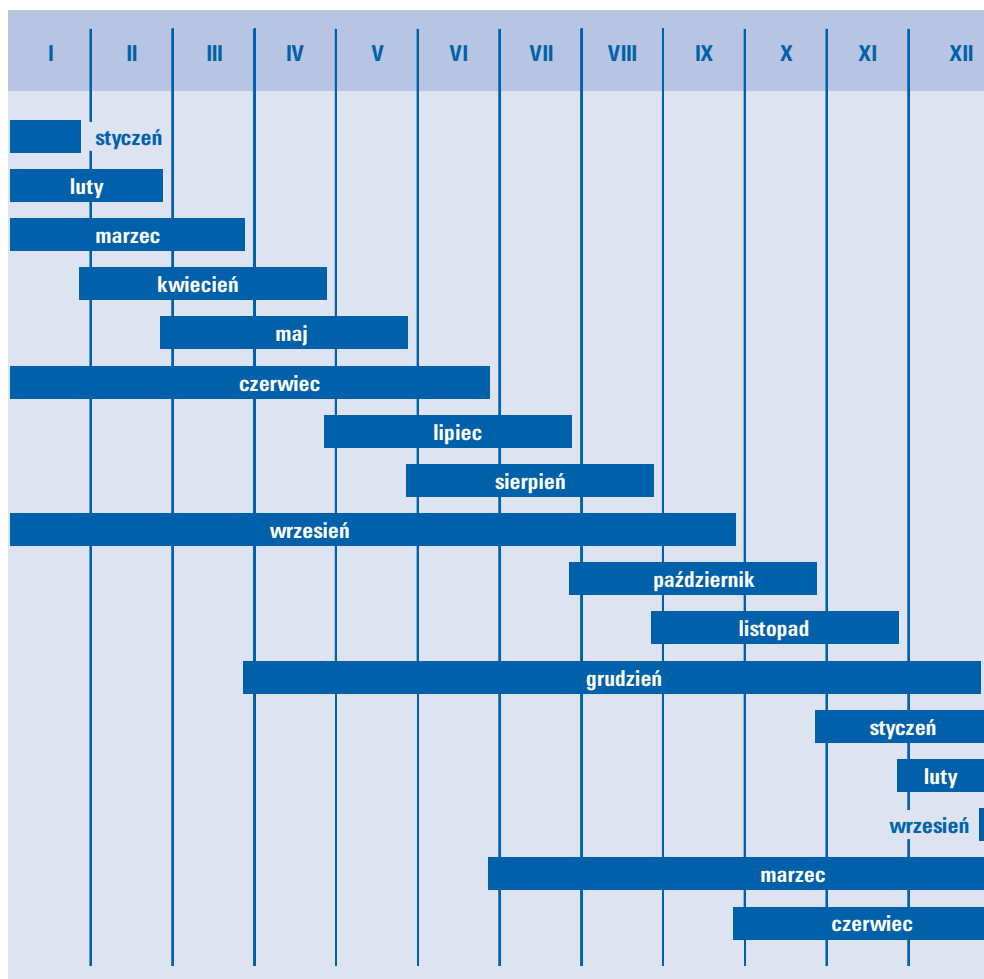 I II III IV V VI VII VIII IX X XI XII
styczeń
luty
marzec
kwiecień
maj
czerwiec
lipiec
sierpień
wrzesień
październik
listopad
grudzień
styczeń
luty
wrzesień
marzec
czerwiec